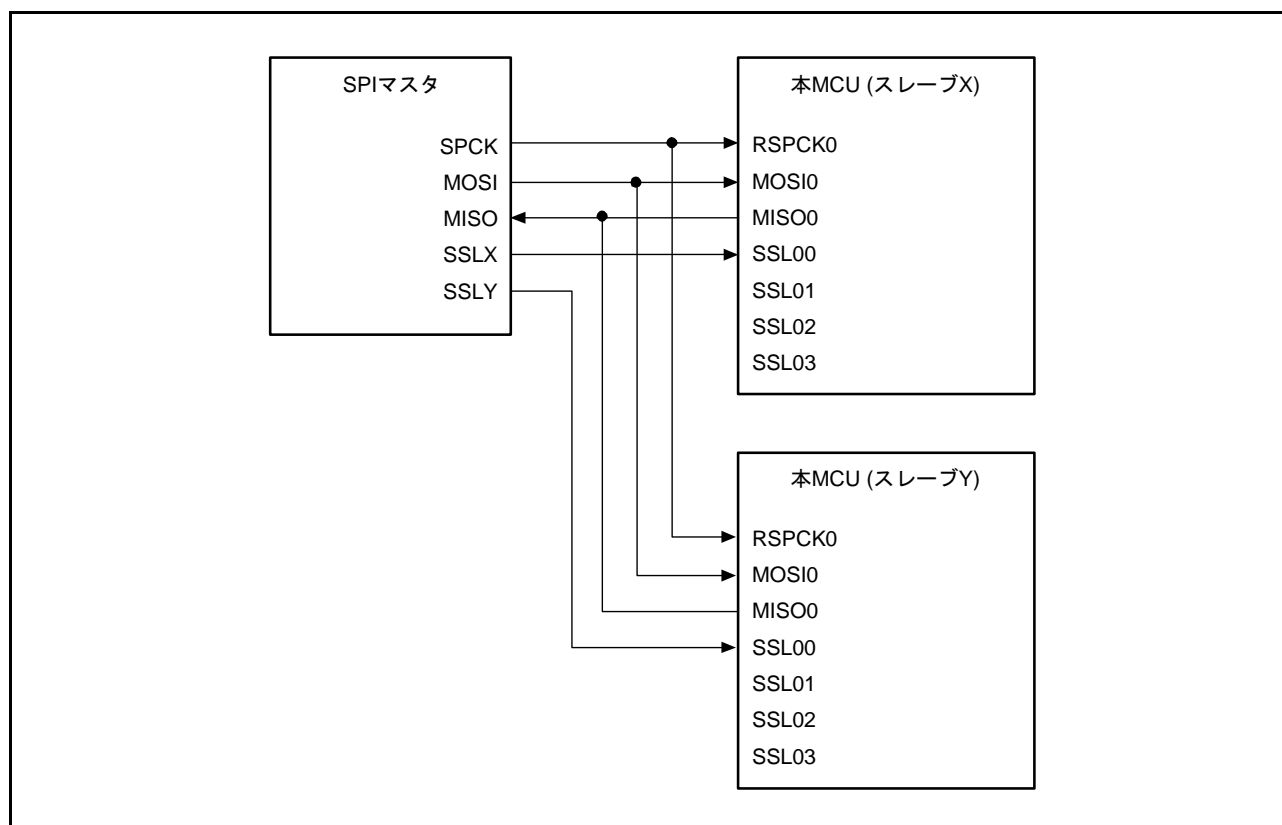 SPIマスタ
SPCK
MOSI
MISO
SSLX
SSLY
本MCU (スレーブX)
RSPCK0
MOSI0
MISO0
SSL00
SSL01
SSL02
SSL03
本MCU (スレーブY)
RSPCK0
MOSI0
MISO0
SSL00
SSL01
SSL02
SSL03